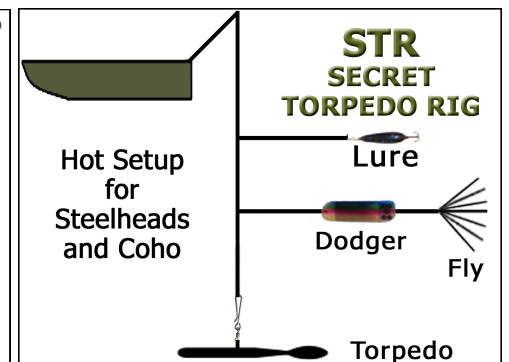 STR
SECRET
TORPEDO RIG
Hot Setup
for
Steelheads
and Coho
Lure
Dodger
Fly
Torpedo